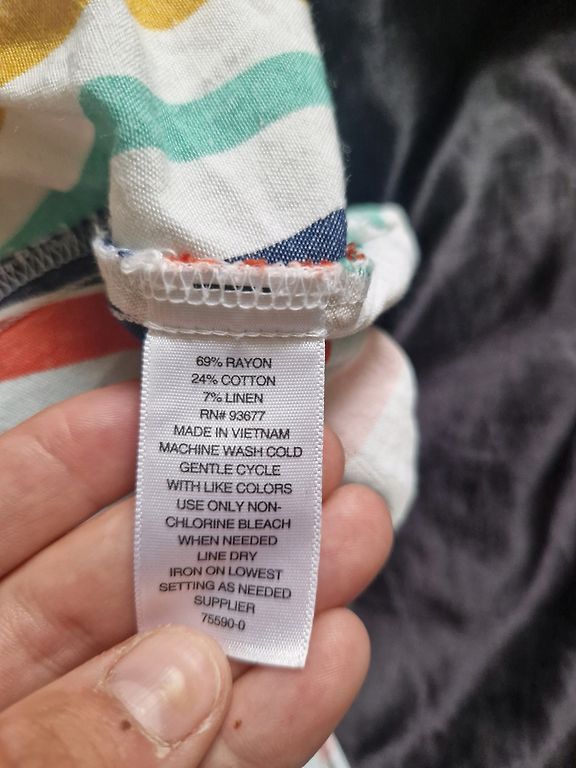 69% RAYON
24% COTTON
7% LINEN
RN# 93677
MADE IN VIETNAM
MACHINE WASH COLD
GENTLE CYCLE
WITH LIKE COLORS
USE ONLY NON-
CHLORINE BLEACH
WHEN NEEDED
LINE DRY
IRON ON LOWEST
SETTING AS NEEDED
SUPPLIER
75590-0